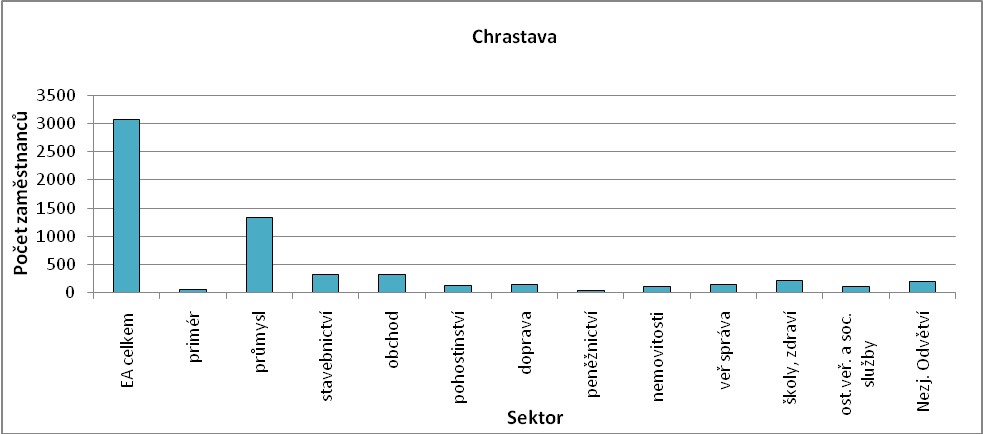 Chrastava
Počet zaměstnanců
3500
3000
2500
2000
1500
1000
500
0
EA celkem
primér
průmysl
stavebnictví
obchod
pohostinství
doprava
peněžnictví
nemovitosti
veř správa
školy, zdraví
ost.veř. a soc.
služby
Nezj. Odvětví
Sektor